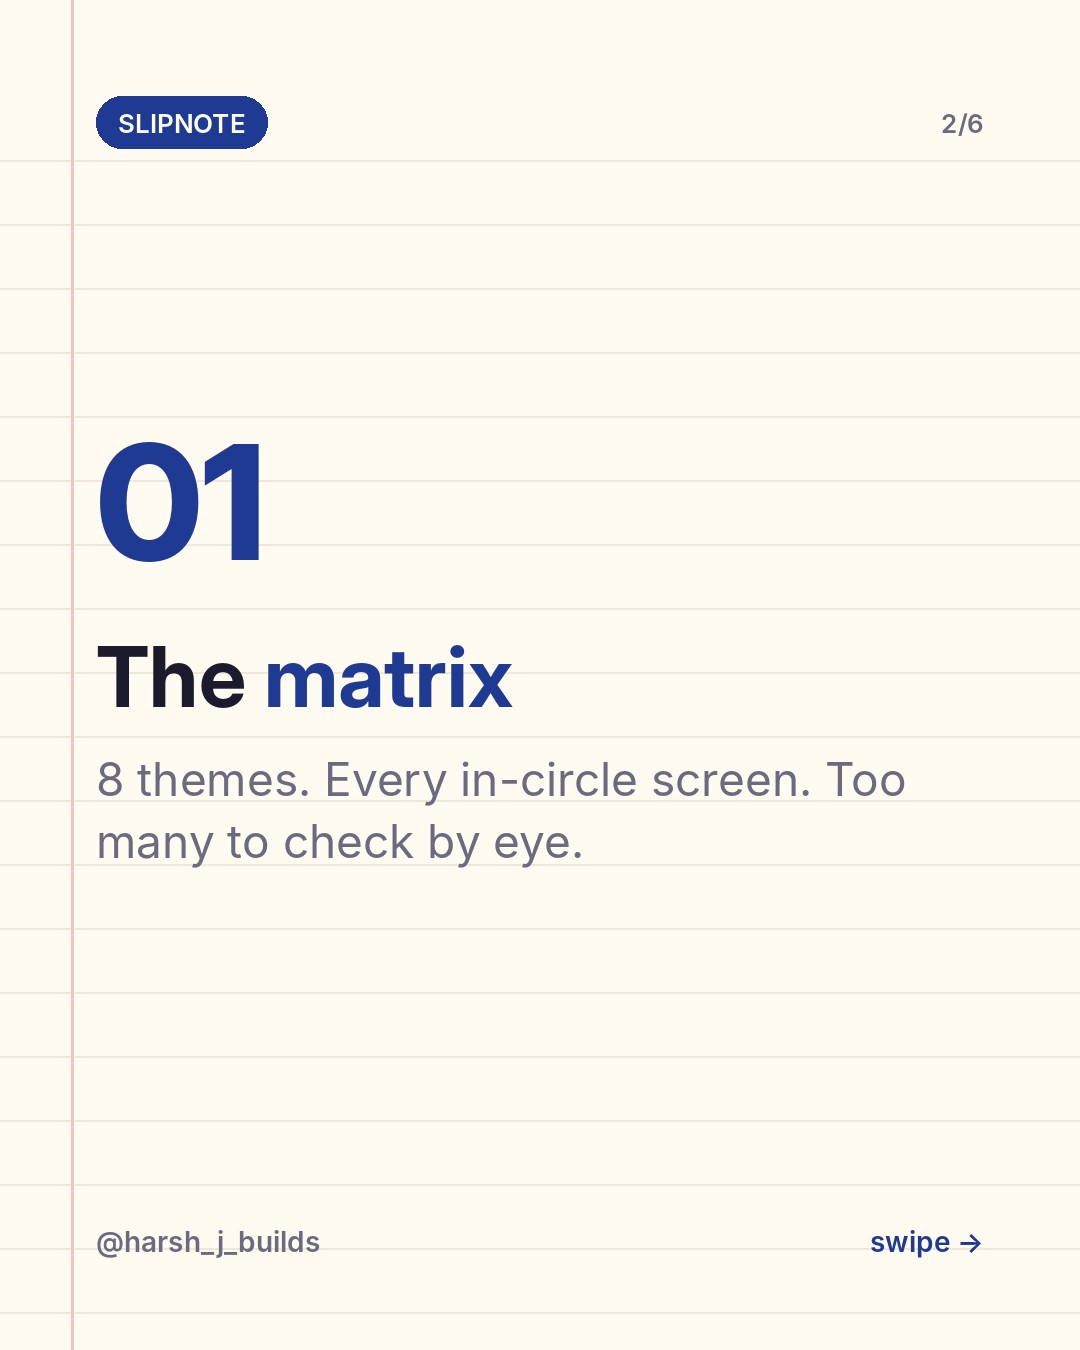 SLIPNOTE
2/6
01
The matrix
8 themes. Every in-circle screen. Too
many to check by eye.
@harsh_j_builds
swipe →